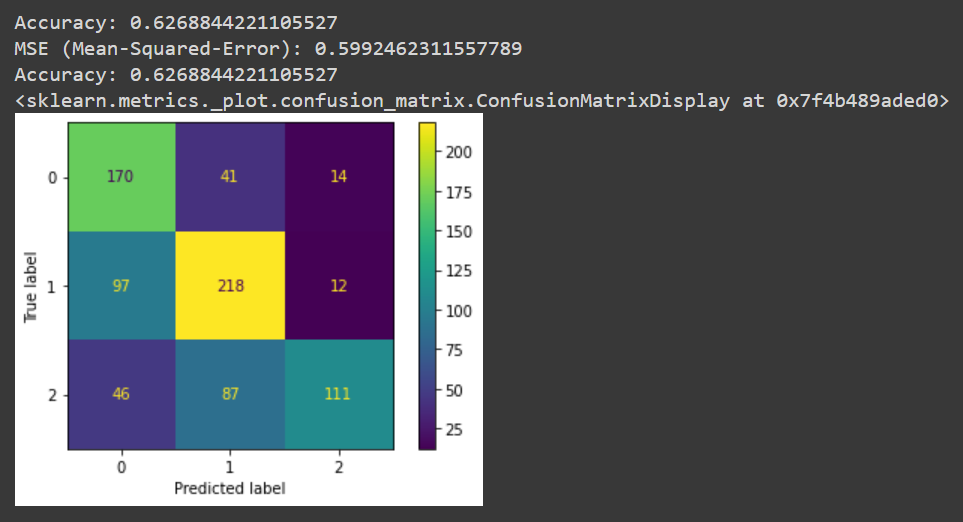 Accuracy: 0.6268844221105527
MSE (Mean-Squared-Error): 0.5992462311557789
Accuracy: 0.6268844221105527
<sklearn.metrics._plot.confusion_matrix.ConfusionMatrixDisplay at 0x7f4b489aded0>
200
0 170 41 14
175
150
True label
1 97 218 12
125
100
75
2 46 87 111
50
25
0 1 2
Predicted label